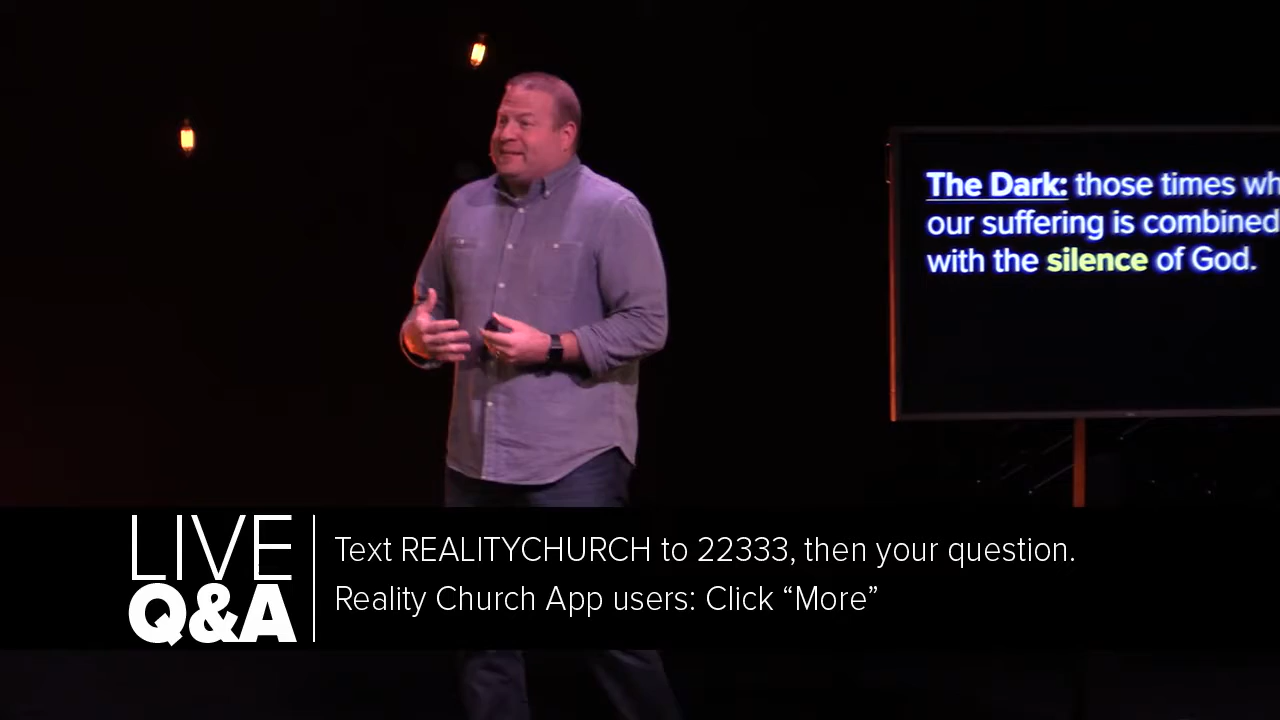 The Dark: those times wh
our suffering is combined
with the silence of God.
LIVE
Q&A
Text REALITYCHURCH to 22333, then your question.
Reality Church App users: Click “More”